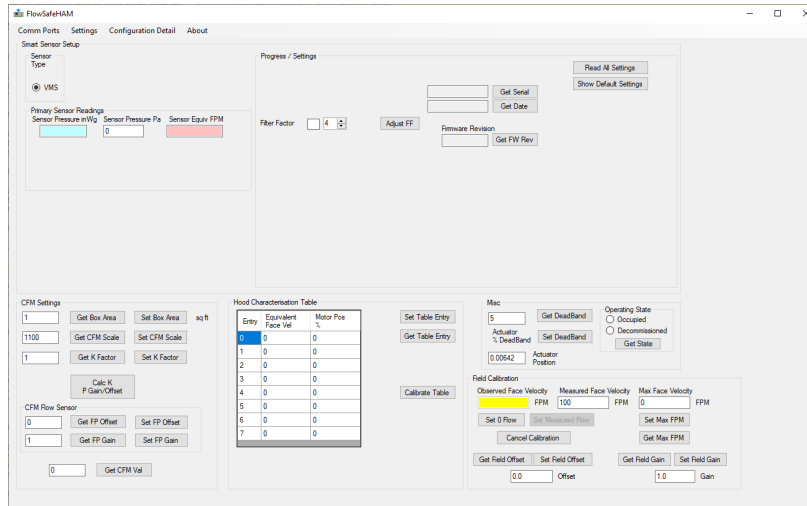 FlowSafeHAM
Comm Ports Settings Configuration Detail About
Smart Sensor Setup
Sensor Type
VMS
Primary Sensor Readings
Sensor Pressure inWg Sensor Pressure Pa Sensor Equiv FPM
0
Progress / Settings
Read All Settings
Show Default Settings
Get Serial
Get Date
Filter Factor 4 Adjust FF
Firmware Revision
Get FW Rev
CFM Settings
1 Get Box Area Set Box Area sq ft
1100 Get CFM Scale Set CFM Scale
1 Get K Factor Set K Factor
Calc K
P Gain/Offset
CFM Flow Sensor
0 Get FP Offset Set FP Offset
1 Get FP Gain Set FP Gain
0 Get CFM Val
Hood Characterisation Table
Entry Equivalent Face Vel Motor Pos %
0 0 0
1 0 0
2 0 0
3 0 0
4 0 0
5 0 0
6 0 0
7 0 0
Set Table Entry
Get Table Entry
Calibrate Table
Misc
5 Get DeadBand
Actuator % DeadBand Set DeadBand
0.00642 Actuator Position
Operating State
Occupied
Decommissioned
Get State
Field Calibration
Observed Face Velocity Measured Face Velocity Max Face Velocity
FPM 100 FPM 0 FPM
Set 0 Flow Set Measured Flow Set Max FPM
Cancel Calibration Get Max FPM
Get Field Offset Set Field Offset Get Field Gain Set Field Gain
0.0 Offset 1.0 Gain